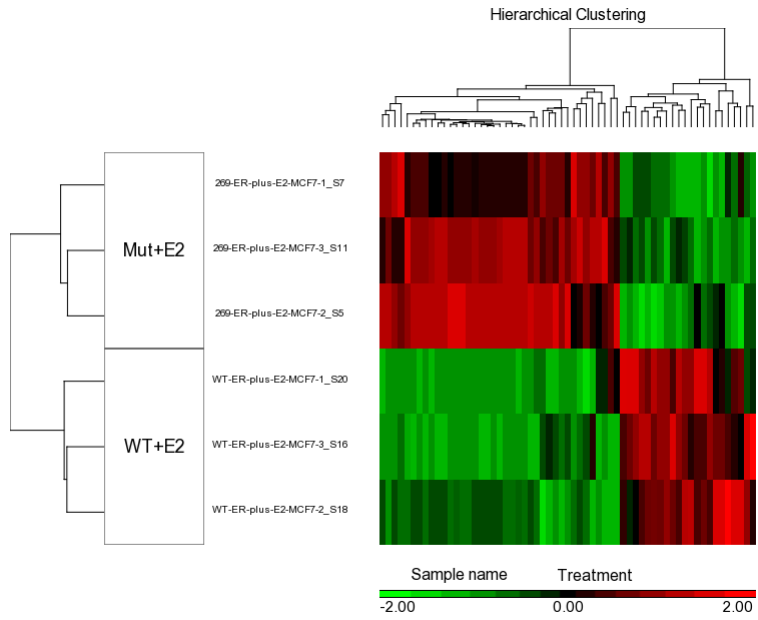 Hierarchical Clustering
269-ER-plus-E2-MCF7-1_S7
Mut+E2
269-ER-plus-E2-MCF7-3_S11
269-ER-plus-E2-MCF7-2_S5
WT-ER-plus-E2-MCF7-1_S20
WT+E2
WT-ER-plus-E2-MCF7-3_S16
WT-ER-plus-E2-MCF7-2_S18
Sample name Treatment
-2.00 0.00 2.00